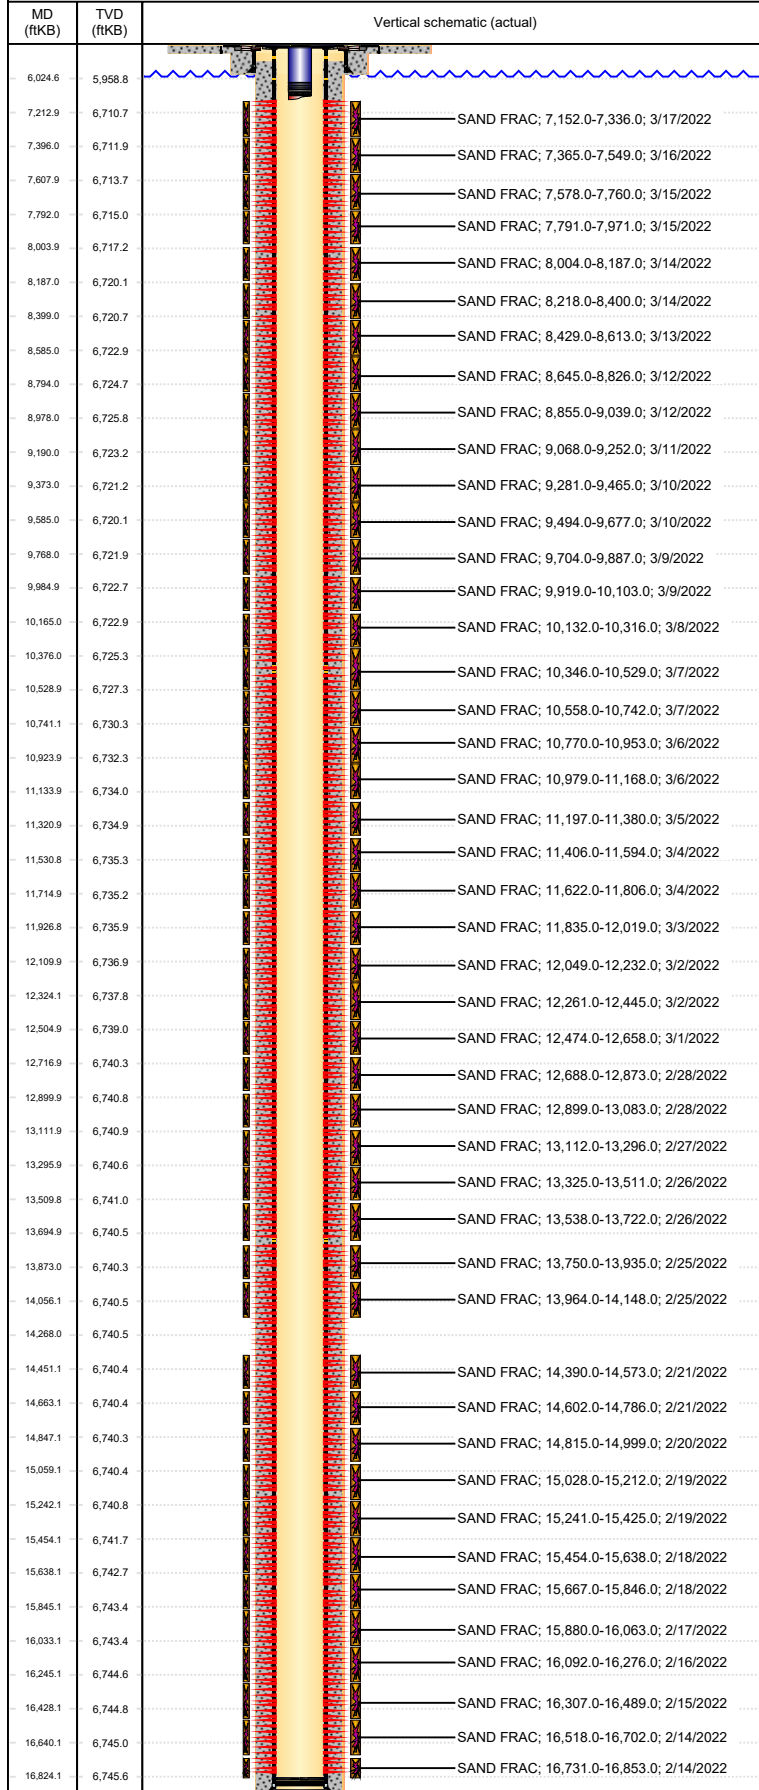 MD (ftKB) TVD (ftKB) Vertical schematic (actual)
6,024.6 5,958.8
7,212.9 6,710.7
SAND FRAC; 7,152.0-7,336.0; 3/17/2022
7,396.0 6,711.9
SAND FRAC; 7,365.0-7,549.0; 3/16/2022
7,607.9 6,713.7
SAND FRAC; 7,578.0-7,760.0; 3/15/2022
7,792.0 6,715.0
SAND FRAC; 7,791.0-7,971.0; 3/15/2022
8,003.9 6,717.2
SAND FRAC; 8,004.0-8,187.0; 3/14/2022
8,187.0 6,720.1
SAND FRAC; 8,218.0-8,400.0; 3/14/2022
8,399.0 6,720.7
SAND FRAC; 8,429.0-8,613.0; 3/13/2022
8,585.0 6,722.9
SAND FRAC; 8,645.0-8,826.0; 3/12/2022
8,794.0 6,724.7
SAND FRAC; 8,855.0-9,039.0; 3/12/2022
8,978.0 6,725.8
SAND FRAC; 9,068.0-9,252.0; 3/11/2022
9,190.0 6,723.2
SAND FRAC; 9,281.0-9,465.0; 3/10/2022
9,373.0 6,721.2
SAND FRAC; 9,494.0-9,677.0; 3/10/2022
9,585.0 6,720.1
SAND FRAC; 9,704.0-9,887.0; 3/9/2022
9,768.0 6,721.9
9,984.9 6,722.7
SAND FRAC; 9,919.0-10,103.0; 3/9/2022
10,165.0 6,722.9
SAND FRAC; 10,132.0-10,316.0; 3/8/2022
10,376.0 6,725.3
SAND FRAC; 10,346.0-10,529.0; 3/7/2022
10,528.9 6,727.3
SAND FRAC; 10,558.0-10,742.0; 3/7/2022
10,741.1 6,730.3
SAND FRAC; 10,770.0-10,953.0; 3/6/2022
10,923.9 6,732.3
SAND FRAC; 10,979.0-11,168.0; 3/6/2022
11,133.9 6,734.0
SAND FRAC; 11,197.0-11,380.0; 3/5/2022
11,320.9 6,734.9
SAND FRAC; 11,406.0-11,594.0; 3/4/2022
11,530.8 6,735.3
SAND FRAC; 11,622.0-11,806.0; 3/4/2022
11,714.9 6,735.2
SAND FRAC; 11,835.0-12,019.0; 3/3/2022
11,926.8 6,735.9
SAND FRAC; 12,049.0-12,232.0; 3/2/2022
12,109.9 6,736.9
SAND FRAC; 12,261.0-12,445.0; 3/2/2022
12,324.1 6,737.8
12,504.9 6,739.0
SAND FRAC; 12,474.0-12,658.0; 3/1/2022
12,716.9 6,740.3
SAND FRAC; 12,688.0-12,873.0; 2/28/2022
12,899.9 6,740.8
SAND FRAC; 12,899.0-13,083.0; 2/28/2022
13,111.9 6,740.9
SAND FRAC; 13,112.0-13,296.0; 2/27/2022
13,295.9 6,740.6
SAND FRAC; 13,325.0-13,511.0; 2/26/2022
13,509.8 6,741.0
SAND FRAC; 13,538.0-13,722.0; 2/26/2022
13,694.9 6,740.5
SAND FRAC; 13,750.0-13,935.0; 2/25/2022
13,873.0 6,740.3
14,056.1 6,740.5
SAND FRAC; 13,964.0-14,148.0; 2/25/2022
14,268.0 6,740.5
14,451.1 6,740.4
SAND FRAC; 14,390.0-14,573.0; 2/21/2022
14,663.1 6,740.4
SAND FRAC; 14,602.0-14,786.0; 2/21/2022
14,847.1 6,740.3
SAND FRAC; 14,815.0-14,999.0; 2/20/2022
15,059.1 6,740.4
SAND FRAC; 15,028.0-15,212.0; 2/19/2022
15,242.1 6,740.8
SAND FRAC; 15,241.0-15,425.0; 2/19/2022
15,454.1 6,741.7
SAND FRAC; 15,454.0-15,638.0; 2/18/2022
15,638.1 6,742.7
SAND FRAC; 15,667.0-15,846.0; 2/18/2022
15,845.1 6,743.4
SAND FRAC; 15,880.0-16,063.0; 2/17/2022
16,033.1 6,743.4
SAND FRAC; 16,092.0-16,276.0; 2/16/2022
16,245.1 6,744.6
SAND FRAC; 16,307.0-16,489.0; 2/15/2022
16,428.1 6,744.8
SAND FRAC; 16,518.0-16,702.0; 2/14/2022
16,640.1 6,745.0
SAND FRAC; 16,731.0-16,853.0; 2/14/2022
16,824.1 6,745.6